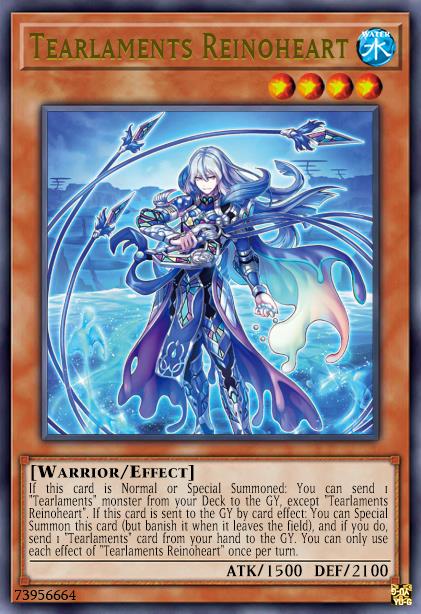 Tearlaments Reinoheart
WATER
水
[Warrior/Effect]
If this card is Normal or Special Summoned: You can send 1
"Tearlaments" monster from your Deck to the GY, except "Tearlaments
Reinoheart". If this card is sent to the GY by card effect: You can Special
Summon this card (but banish it when it leaves the field), and if you do,
send 1 "Tearlaments" card from your hand to the GY. You can only use
each effect of "Tearlaments Reinoheart" once per turn.
ATK/1500 DEF/2100
73956664